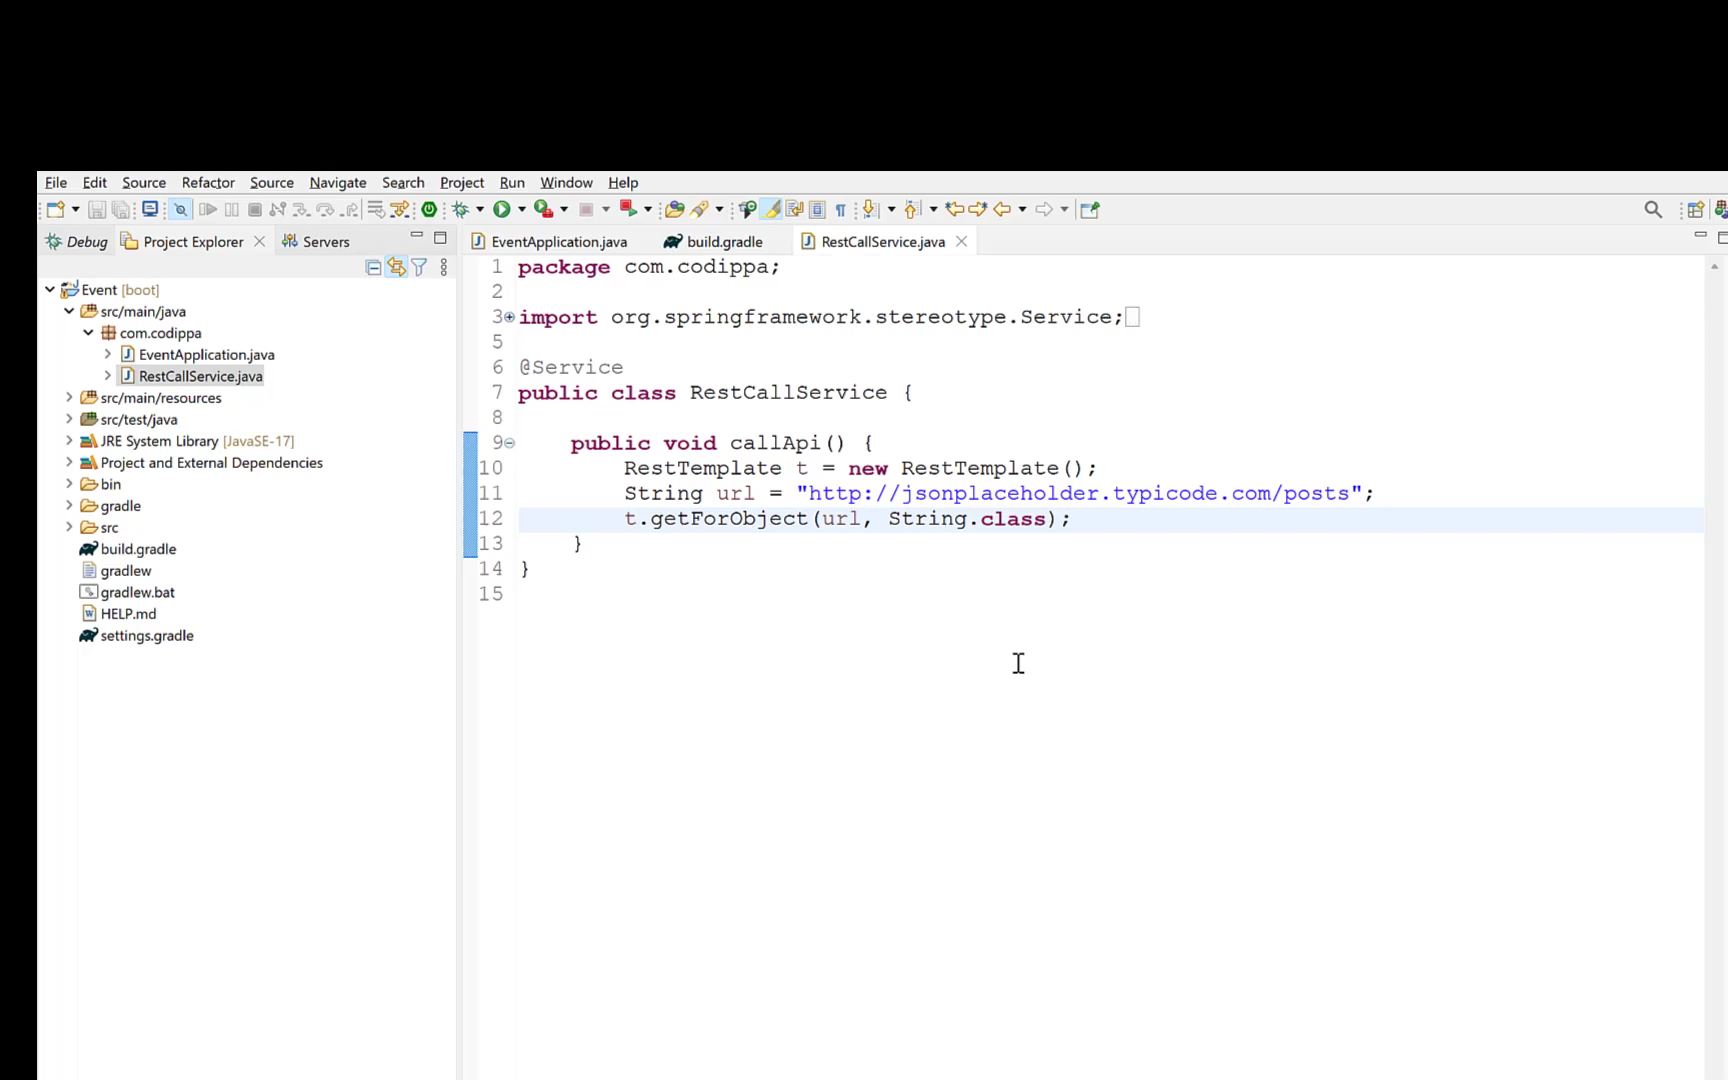 File Edit Source Refactor Source Navigate Search Project Run Window Help
Debug Project Explorer Servers
EventApplication.java build.gradle RestCallService.java
Event [boot]
src/main/java
com.codippa
EventApplication.java
RestCallService.java
src/main/resources
src/test/java
JRE System Library [JavaSE-17]
Project and External Dependencies
bin
gradle
src
build.gradle
gradlew
gradlew.bat
HELP.md
settings.gradle
1 package com.codippa;
2
3 import org.springframework.stereotype.Service;
5
6 @Service
7 public class RestCallService {
8
9 public void callApi() {
10 RestTemplate t = new RestTemplate();
11 String url = "http://jsonplaceholder.typicode.com/posts";
12 t.getForObject(url, String.class);
13 }
14 }
15